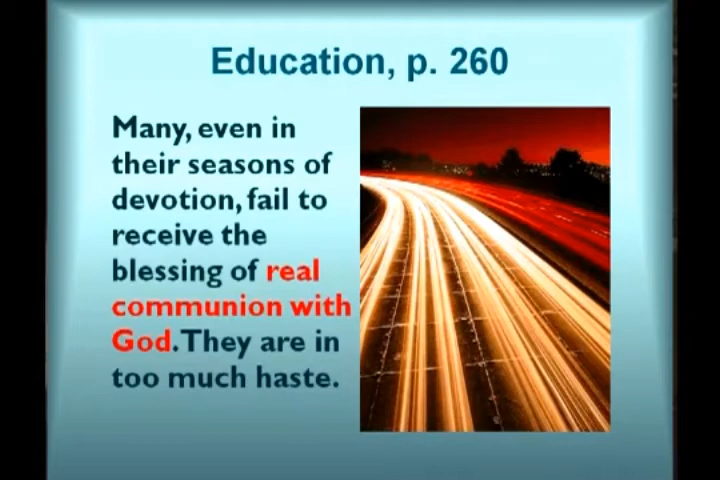 Education, p. 260
Many, even in
their seasons of
devotion, fail to
receive the
blessing of real
communion with
God. They are in
too much haste.